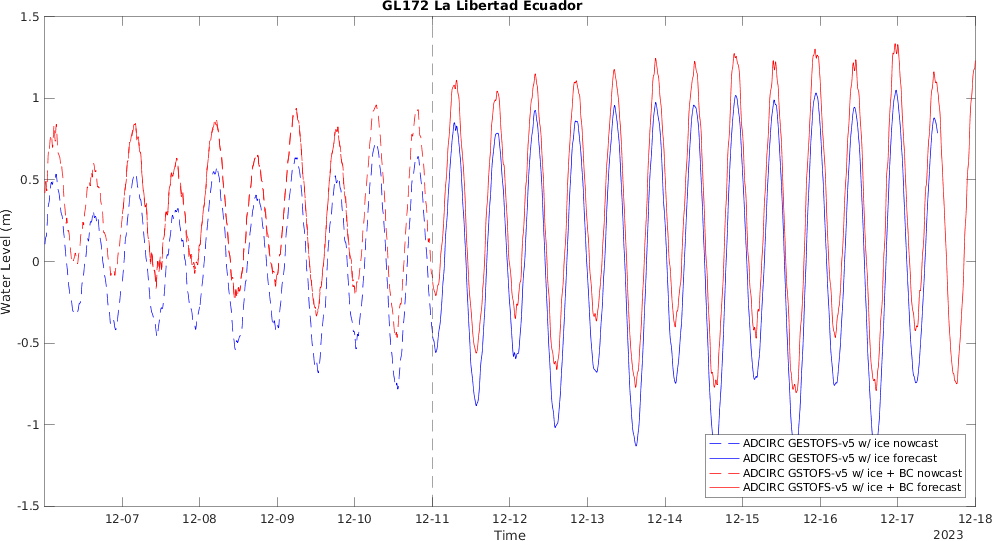 GL172 La Libertad Ecuador
1.5
1
0.5
0
-0.5
-1
-1.5
Water Level (m)
ADCIRC GESTOFS-v5 w/ ice nowcast
ADCIRC GESTOFS-v5 w/ ice forecast
ADCIRC GSTOFS-v5 w/ ice + BC nowcast
ADCIRC GSTOFS-v5 w/ ice + BC forecast
12-07 12-08 12-09 12-10 12-11 12-12 12-13 12-14 12-15 12-16 12-17 12-18
Time
2023